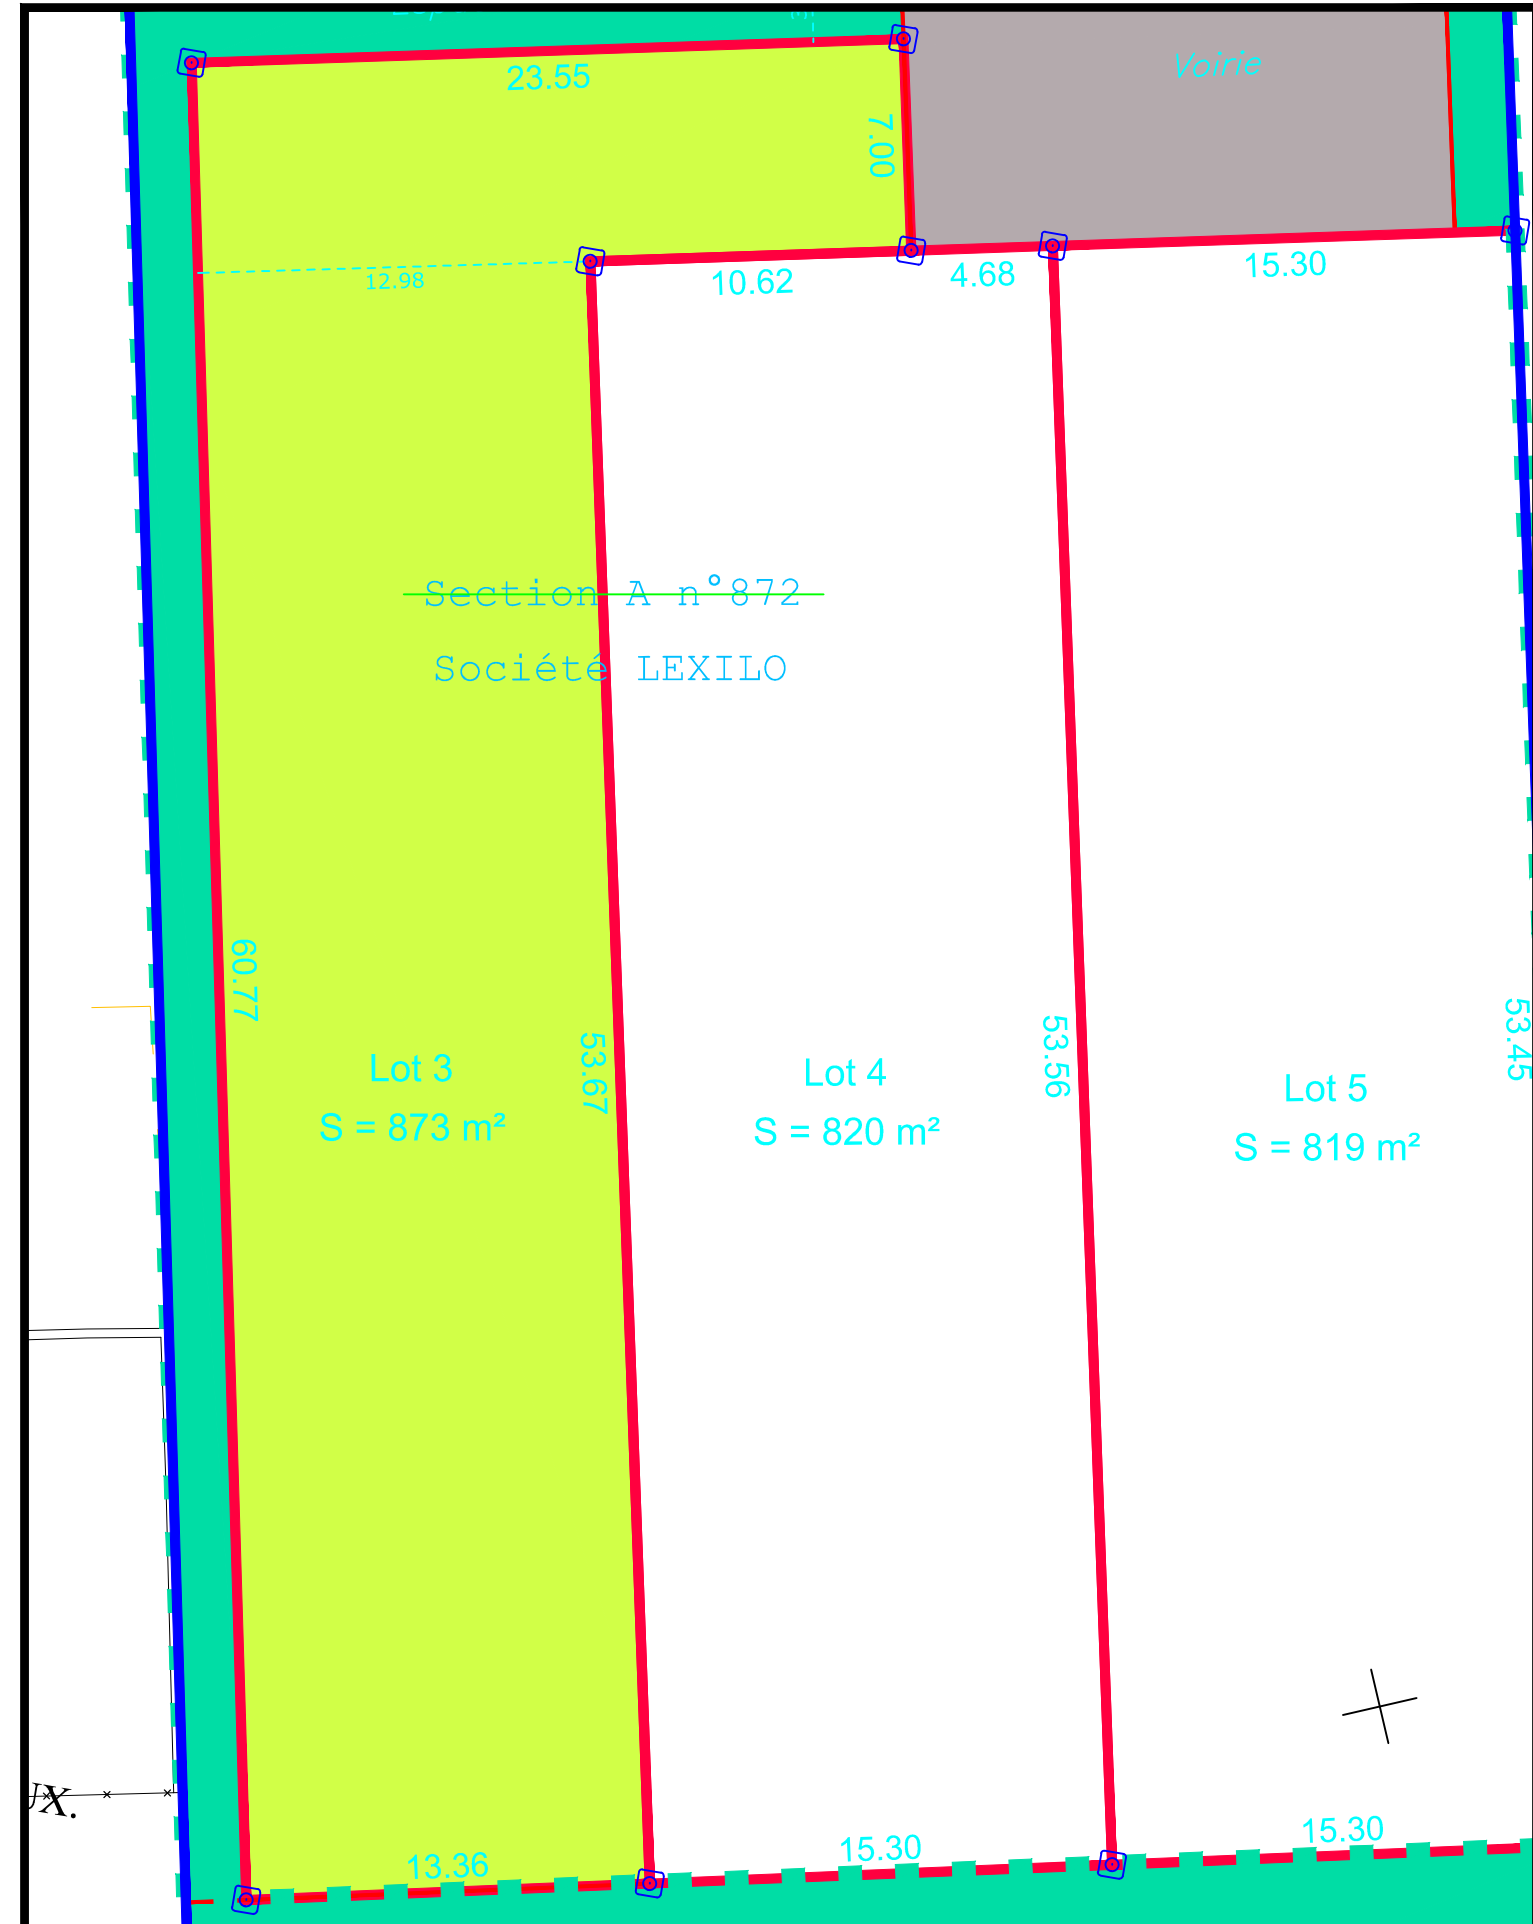 Voirie
23.55
7.00
12.98
10.62
4.68
15.30
Section A n°872
Société LEXILO
60.77
53.67
53.56
53.45
Lot 3
S = 873 m²
Lot 4
S = 820 m²
Lot 5
S = 819 m²
UX.
13.36
15.30
15.30